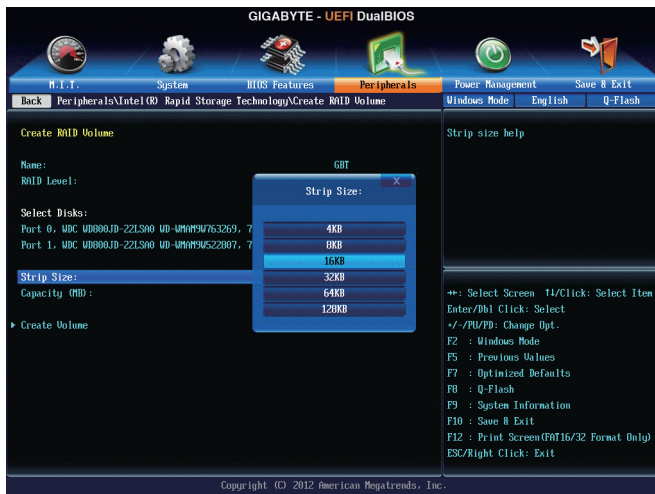 GIGABYTE - UEFI DualBIOS
M.I.T.
System
BIOS Features
Peripherals
Power Management
Save & Exit
Back Peripherals\Intel(R) Rapid Storage Technology\Create RAID Volume
Windows Mode English Q-Flash
Create RAID Volume
Name: GBT
RAID Level:
Select Disks:
Port 0, WDC WD800JD-22LSA0 WD-WMAM9W763269, 7
Port 1, WDC WD800JD-22LSA0 WD-WMAM9W522807, 7
Strip Size:
Capacity (MB):
Create Volume
Strip Size:
X
4KB
8KB
16KB
32KB
64KB
128KB
Strip size help
→←: Select Screen ↑↓/Click: Select Item
Enter/Dbl Click: Select
+/-/PU/PD: Change Opt.
F2 : Windows Mode
F5 : Previous Values
F7 : Optimized Defaults
F8 : Q-Flash
F9 : System Information
F10 : Save & Exit
F12 : Print Screen(FAT16/32 Format Only)
ESC/Right Click: Exit
Copyright (C) 2012 American Megatrends, Inc.